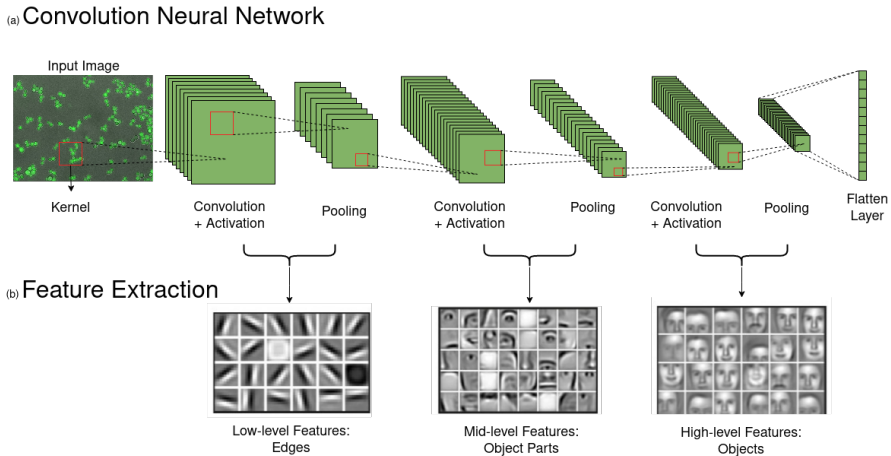 (a) Convolution Neural Network
Input Image
Kernel
Convolution
+ Activation
Pooling
Convolution
+ Activation
Pooling
Convolution
+ Activation
Pooling
Flatten
Layer
(b) Feature Extraction
Low-level Features:
Edges
Mid-level Features:
Object Parts
High-level Features:
Objects